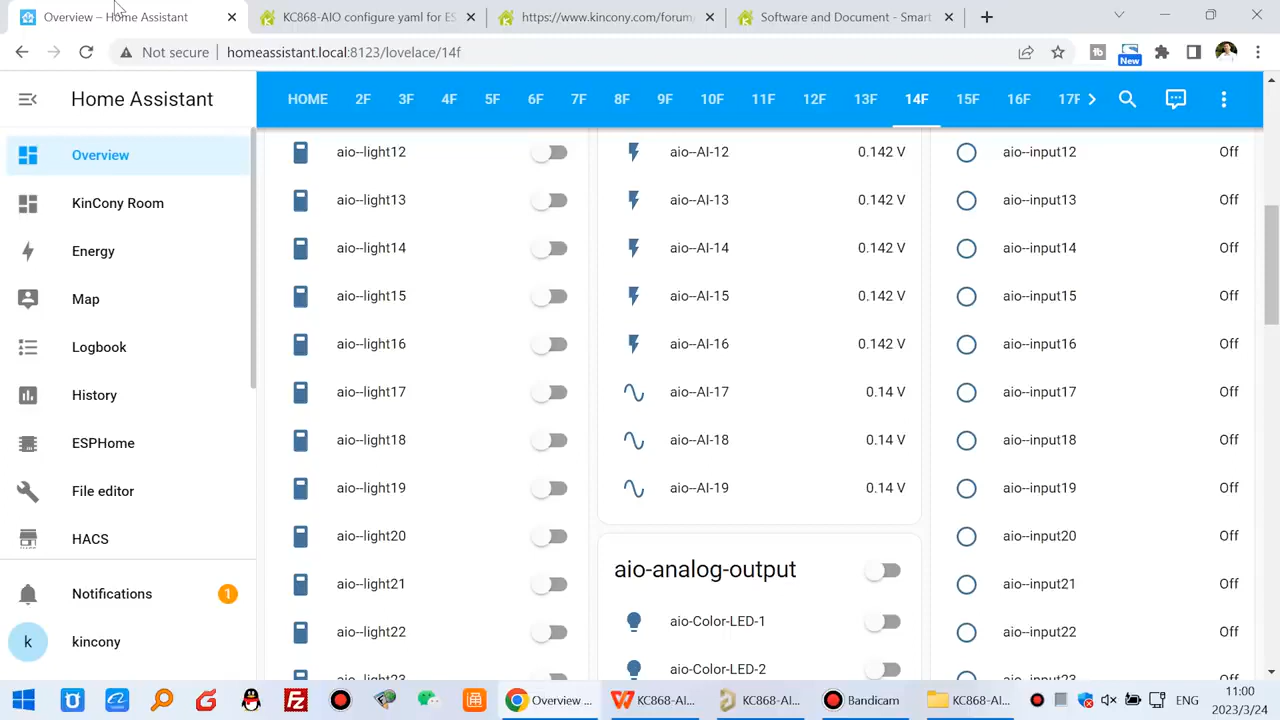 Overview – Home Assistant
KC868-AIO configure yaml for ES
https://www.kincony.com/forum
Software and Document - Smart
Not secure
homeassistant.local:8123/lovelace/14f
New
Home Assistant
HOME 2F 3F 4F 5F 6F 7F 8F 9F 10F 11F 12F 13F 14F 15F 16F 17F
Overview
KinCony Room
Energy
Map
Logbook
History
ESPHome
File editor
HACS
Notifications 1
k kincony
aio--light12
aio--light13
aio--light14
aio--light15
aio--light16
aio--light17
aio--light18
aio--light19
aio--light20
aio--light21
aio--light22
aio--light23
aio--AI-12 0.142 V
aio--AI-13 0.142 V
aio--AI-14 0.142 V
aio--AI-15 0.142 V
aio--AI-16 0.142 V
aio--AI-17 0.14 V
aio--AI-18 0.14 V
aio--AI-19 0.14 V
aio-analog-output
aio-Color-LED-1
aio-Color-LED-2
aio--input12 Off
aio--input13 Off
aio--input14 Off
aio--input15 Off
aio--input16 Off
aio--input17 Off
aio--input18 Off
aio--input19 Off
aio--input20 Off
aio--input21 Off
aio--input22 Off
Overview ...
KC868-AI...
KC868-AI...
Bandicam
KC868-AI...
ENG
11:00
2023/3/24